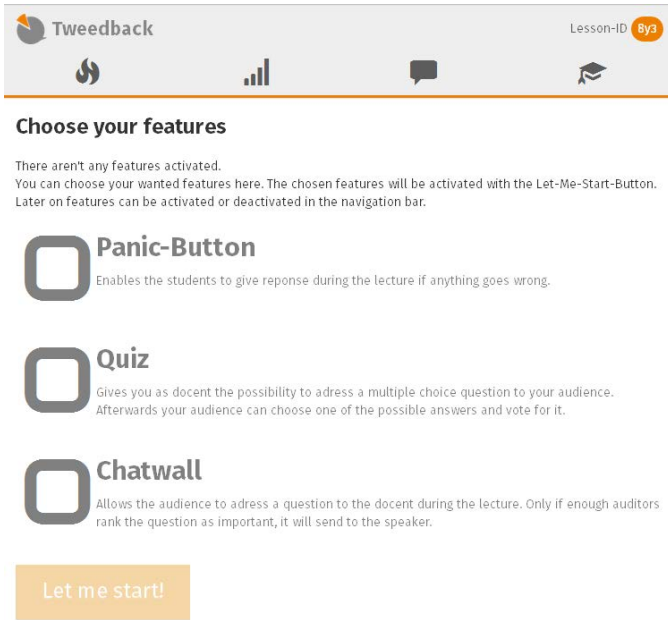 Tweedback
Lesson-ID 8y3
Choose your features
There aren't any features activated.
You can choose your wanted features here. The chosen features will be activated with the Let-Me-Start-Button.
Later on features can be activated or deactivated in the navigation bar.
Panic-Button
Enables the students to give reponse during the lecture if anything goes wrong.
Quiz
Gives you as docent the possibility to adress a multiple choice question to your audience.
Afterwards your audience can choose one of the possible answers and vote for it.
Chatwall
Allows the audience to adress a question to the docent during the lecture. Only if enough auditors
rank the question as important, it will send to the speaker.
Let me start!